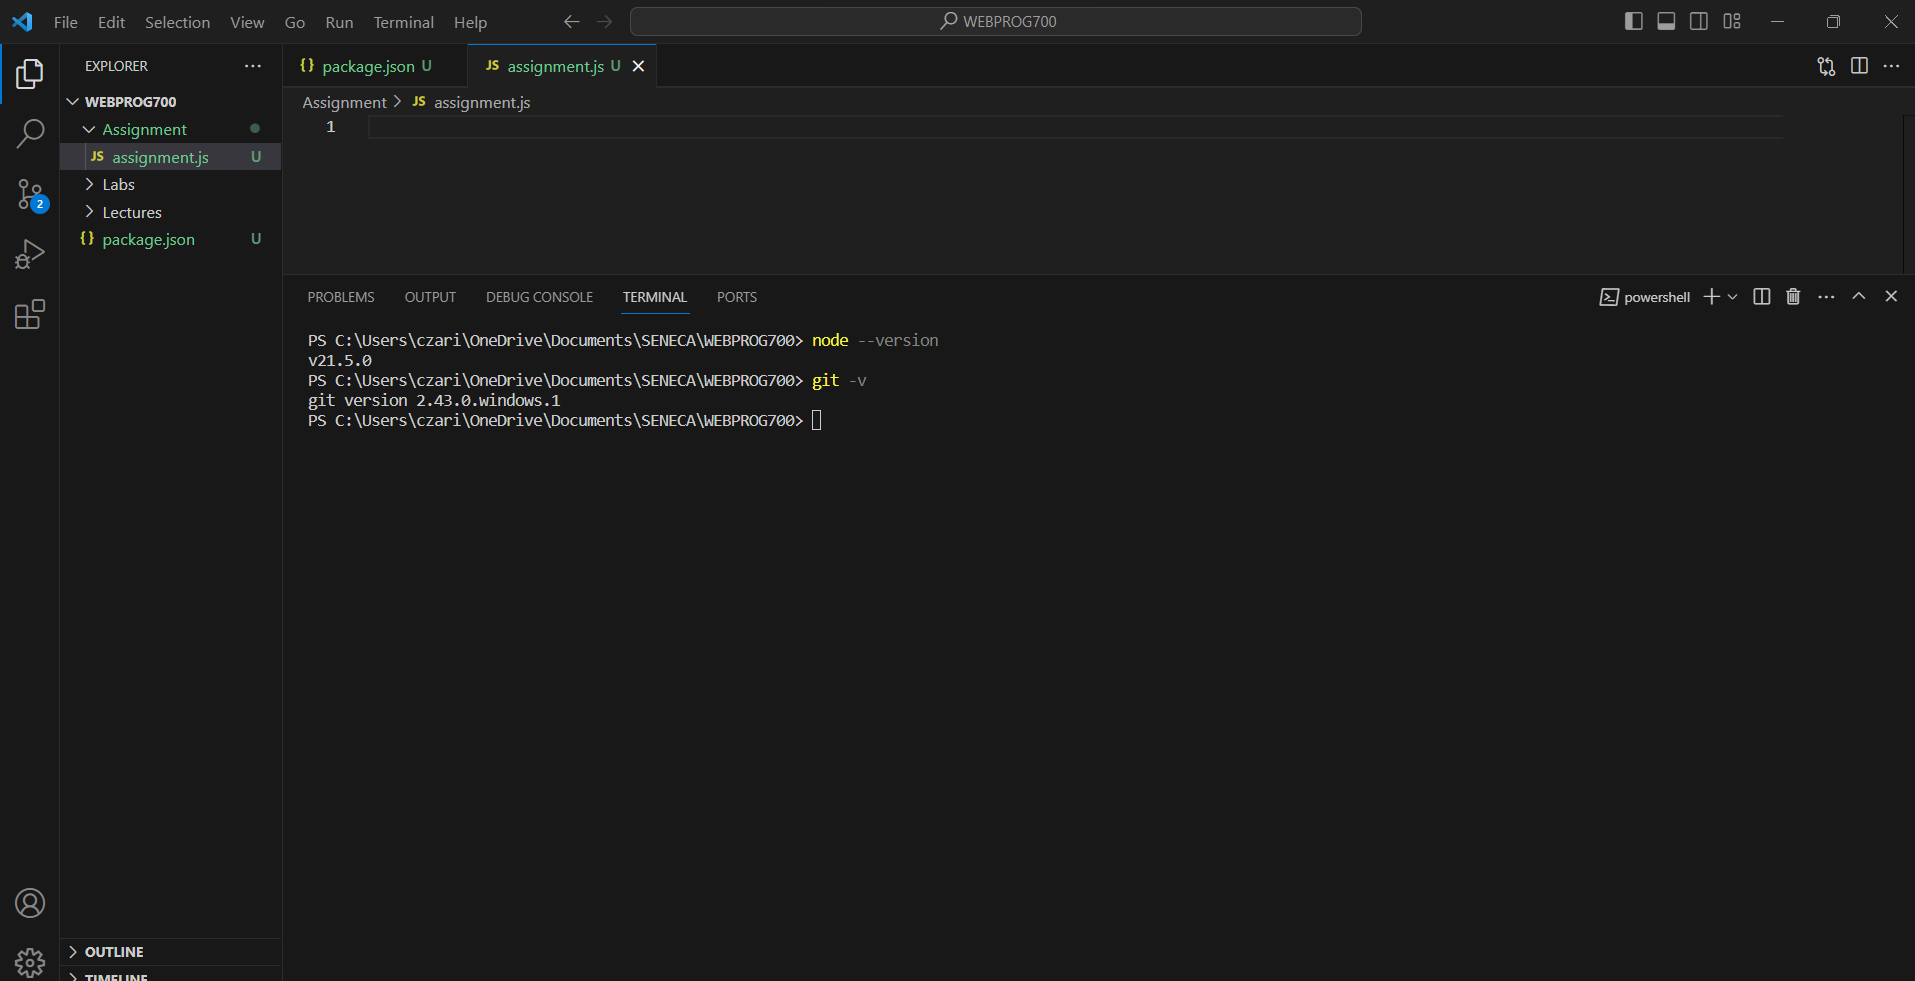 File Edit Selection View Go Run Terminal Help
WEBPROG700
EXPLORER
WEBPROG700
Assignment
JS assignment.js U
Labs
Lectures
{} package.json U
2
OUTLINE
TIMELINE
{} package.json U
JS assignment.js U
Assignment > JS assignment.js
1
PROBLEMS OUTPUT DEBUG CONSOLE TERMINAL PORTS
powershell
PS C:\Users\czari\OneDrive\Documents\SENECA\WEBPROG700> node --version
v21.5.0
PS C:\Users\czari\OneDrive\Documents\SENECA\WEBPROG700> git -v
git version 2.43.0.windows.1
PS C:\Users\czari\OneDrive\Documents\SENECA\WEBPROG700>